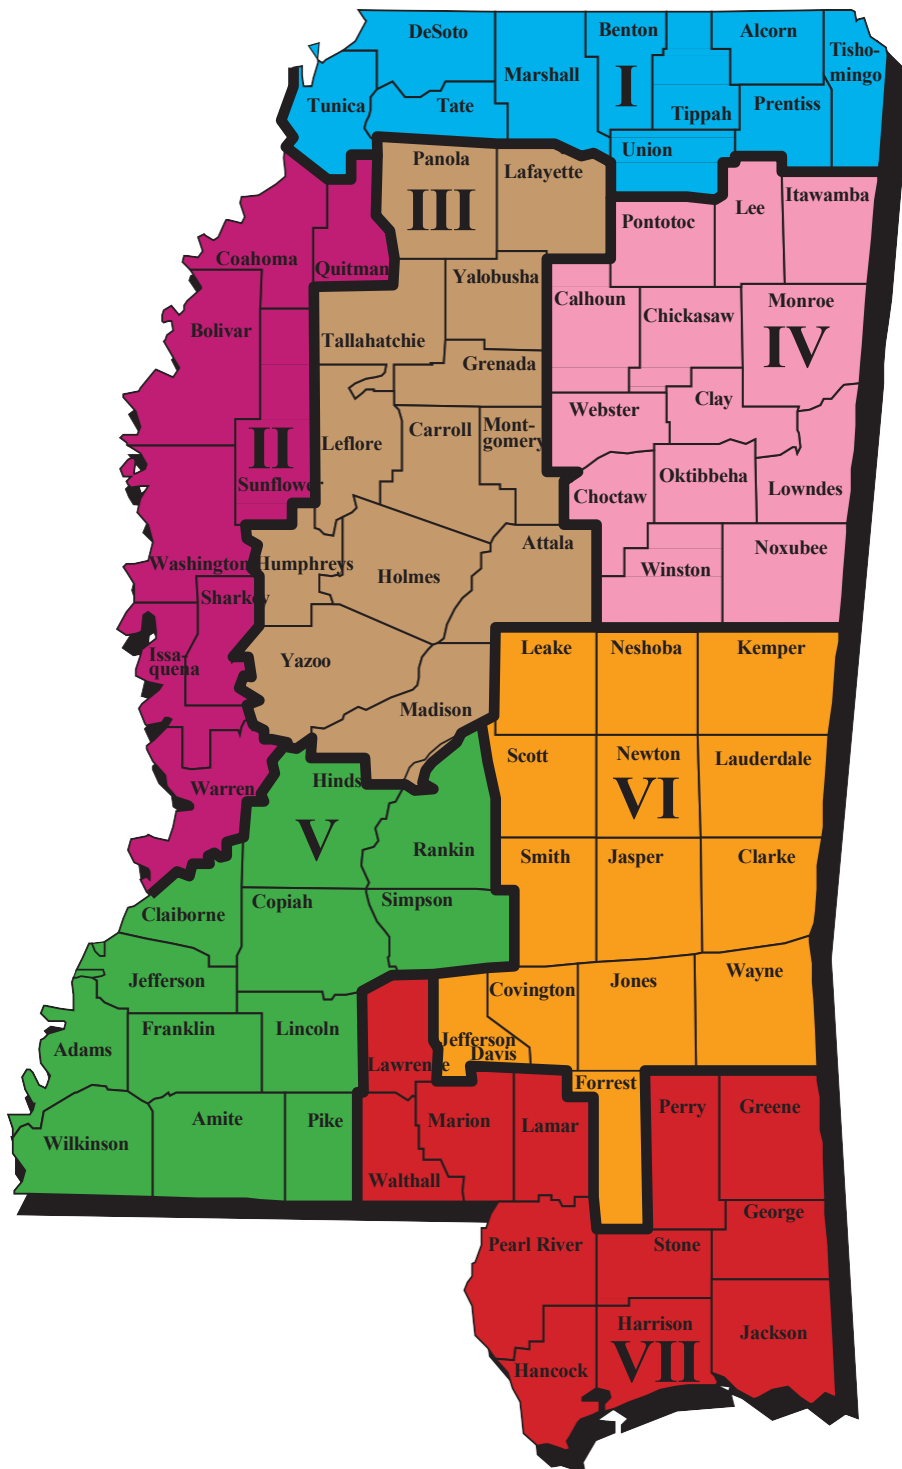 DeSoto
Benton
Alcorn
Tisho-
mingo
Marshall
I
Tunica
Tate
Tippah
Prentiss
Union
Panola
Lafayette
III
Pontotoc
Lee
Itawamba
Coahoma
Quitman
Yalobusha
Calhoun
Chickasaw
Monroe
Bolivar
Tallahatchie
IV
Grenada
Webster
Clay
Leflore
Carroll
Mont-
gomery
II
Sunflower
Choctaw
Oktibbeha
Lowndes
Attala
Noxubee
Washington
Humphreys
Holmes
Winston
Sharkey
Issa-
quena
Yazoo
Leake
Neshoba
Kemper
Madison
Scott
Newton
Lauderdale
Warren
Hinds
VI
V
Rankin
Smith
Jasper
Clarke
Claiborne
Copiah
Simpson
Jefferson
Covington
Jones
Wayne
Adams
Franklin
Lincoln
Jefferson
Davis
Lawrence
Forrest
Wilkinson
Amite
Pike
Marion
Lamar
Perry
Greene
Walthall
George
Pearl River
Stone
Harrison
Jackson
Hancock
VII